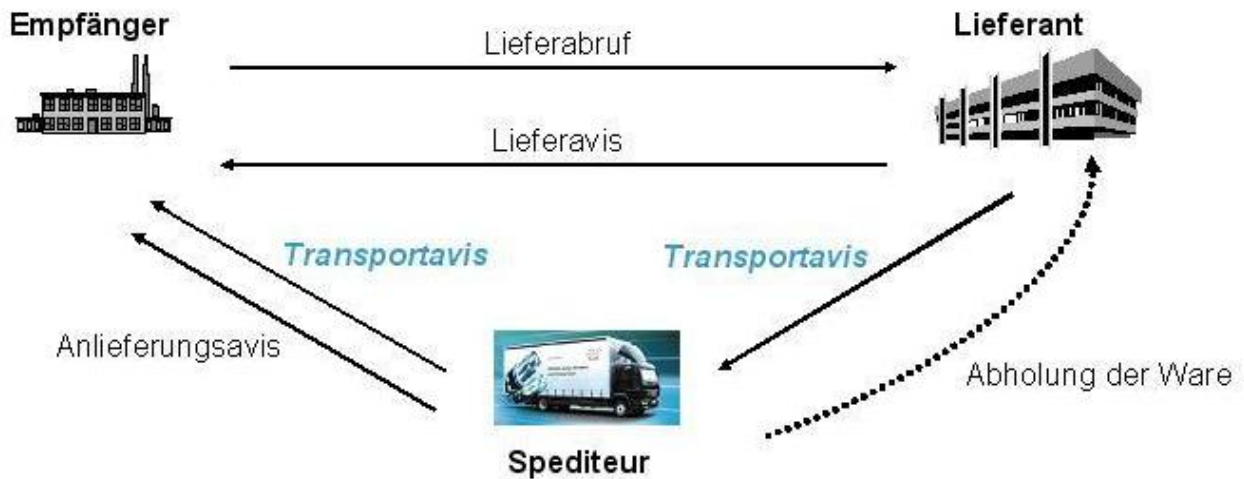 Empfänger
Lieferant
Lieferabruf
Lieferavis
Transportavis
Transportavis
Anlieferungsavis
Abholung der Ware
Spediteur